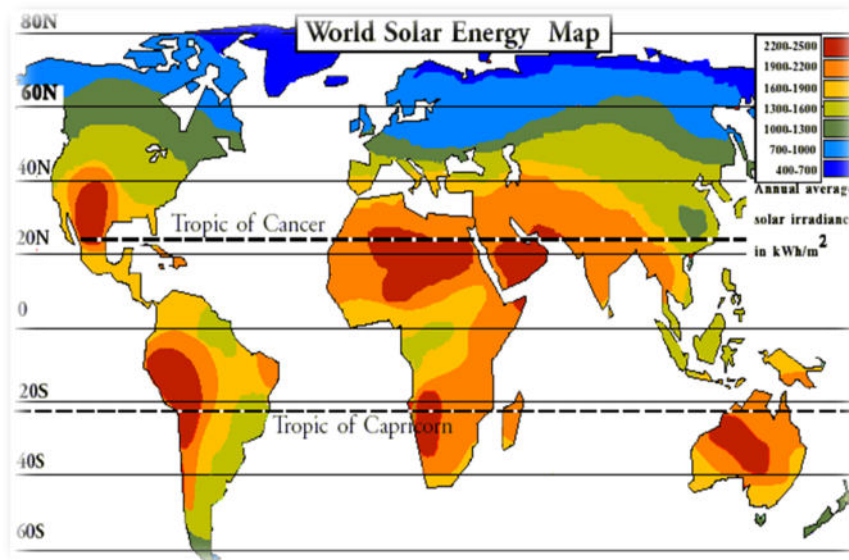 World Solar Energy Map
80N
60N
40N
20N
0
20S
40S
60S
Tropic of Cancer
Tropic of Capricorn
2200-2500
1900-2200
1600-1900
1300-1600
1000-1300
700-1000
400-700
Annual average
solar irradiance
in kWh/m²